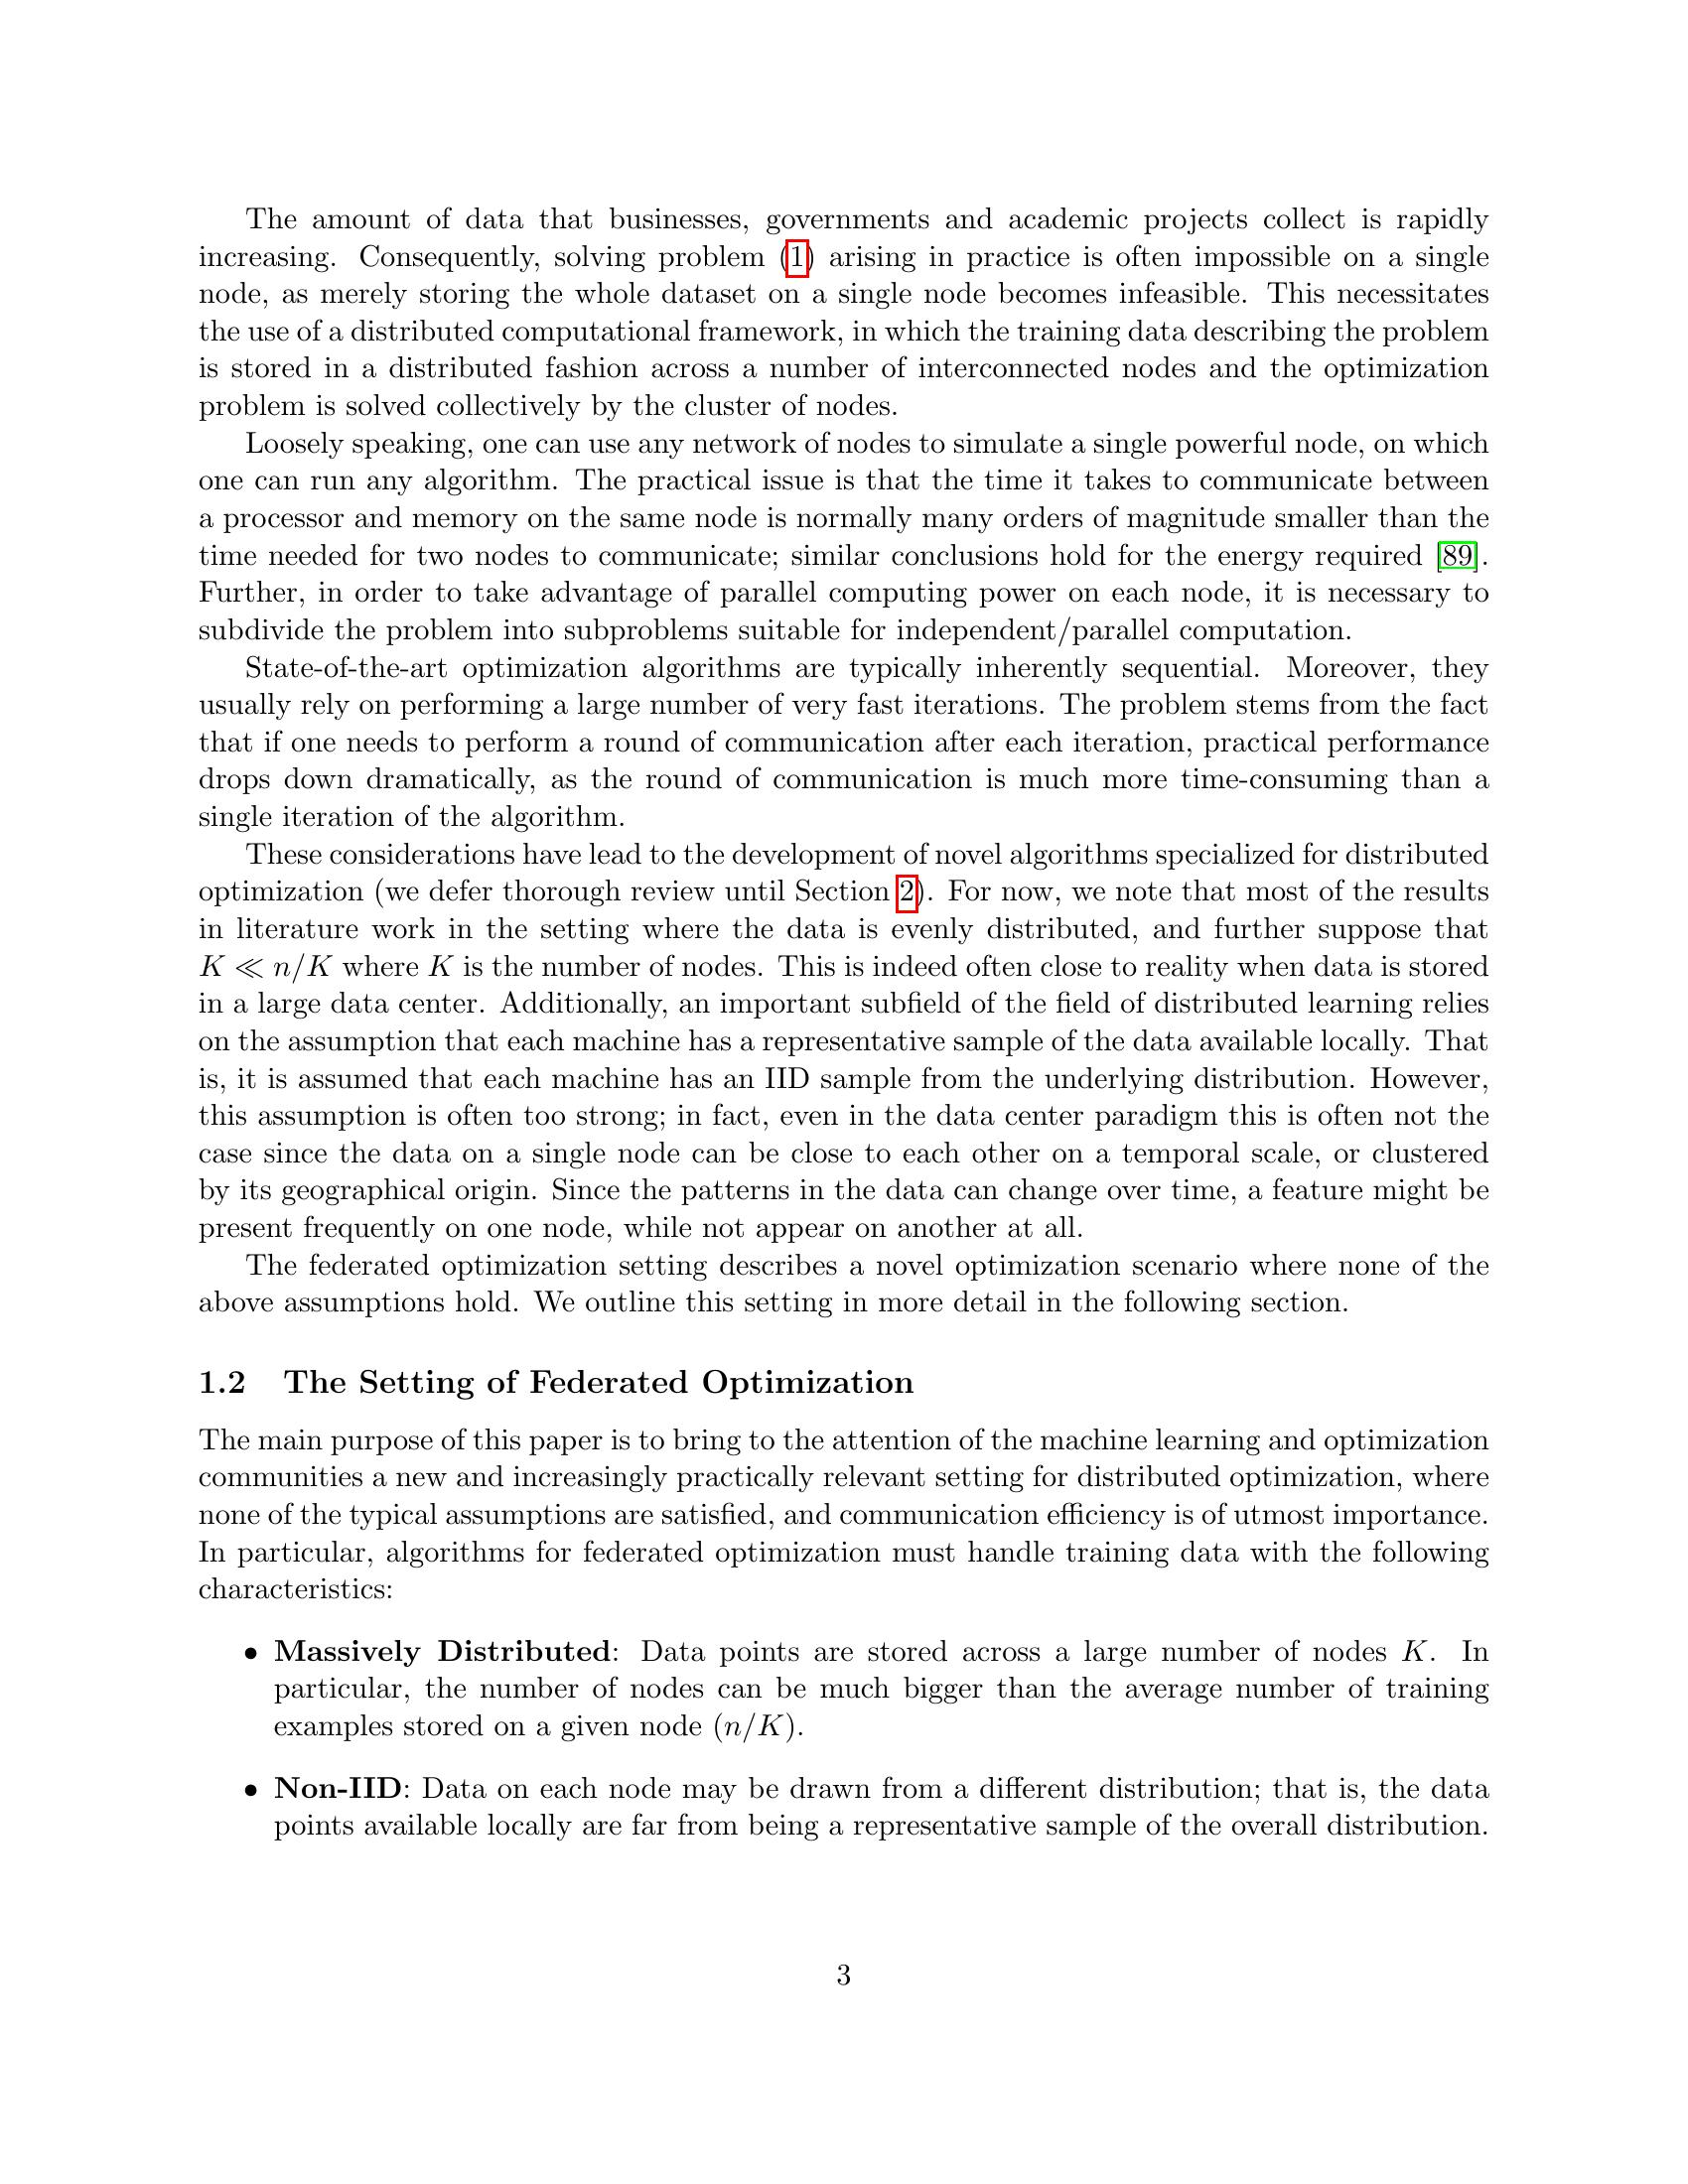 The amount of data that businesses, governments and academic projects collect is rapidly
increasing. Consequently, solving problem (1) arising in practice is often impossible on a single
node, as merely storing the whole dataset on a single node becomes infeasible. This necessitates
the use of a distributed computational framework, in which the training data describing the problem
is stored in a distributed fashion across a number of interconnected nodes and the optimization
problem is solved collectively by the cluster of nodes.
Loosely speaking, one can use any network of nodes to simulate a single powerful node, on which
one can run any algorithm. The practical issue is that the time it takes to communicate between
a processor and memory on the same node is normally many orders of magnitude smaller than the
time needed for two nodes to communicate; similar conclusions hold for the energy required [89].
Further, in order to take advantage of parallel computing power on each node, it is necessary to
subdivide the problem into subproblems suitable for independent/parallel computation.
State-of-the-art optimization algorithms are typically inherently sequential. Moreover, they
usually rely on performing a large number of very fast iterations. The problem stems from the fact
that if one needs to perform a round of communication after each iteration, practical performance
drops down dramatically, as the round of communication is much more time-consuming than a
single iteration of the algorithm.
These considerations have lead to the development of novel algorithms specialized for distributed
optimization (we defer thorough review until Section 2). For now, we note that most of the results
in literature work in the setting where the data is evenly distributed, and further suppose that
K ≪ n/K where K is the number of nodes. This is indeed often close to reality when data is stored
in a large data center. Additionally, an important subfield of the field of distributed learning relies
on the assumption that each machine has a representative sample of the data available locally. That
is, it is assumed that each machine has an IID sample from the underlying distribution. However,
this assumption is often too strong; in fact, even in the data center paradigm this is often not the
case since the data on a single node can be close to each other on a temporal scale, or clustered
by its geographical origin. Since the patterns in the data can change over time, a feature might be
present frequently on one node, while not appear on another at all.
The federated optimization setting describes a novel optimization scenario where none of the
above assumptions hold. We outline this setting in more detail in the following section.
1.2 The Setting of Federated Optimization
The main purpose of this paper is to bring to the attention of the machine learning and optimization
communities a new and increasingly practically relevant setting for distributed optimization, where
none of the typical assumptions are satisfied, and communication efficiency is of utmost importance.
In particular, algorithms for federated optimization must handle training data with the following
characteristics:
• Massively Distributed: Data points are stored across a large number of nodes K. In
particular, the number of nodes can be much bigger than the average number of training
examples stored on a given node (n/K).
• Non-IID: Data on each node may be drawn from a different distribution; that is, the data
points available locally are far from being a representative sample of the overall distribution.
3